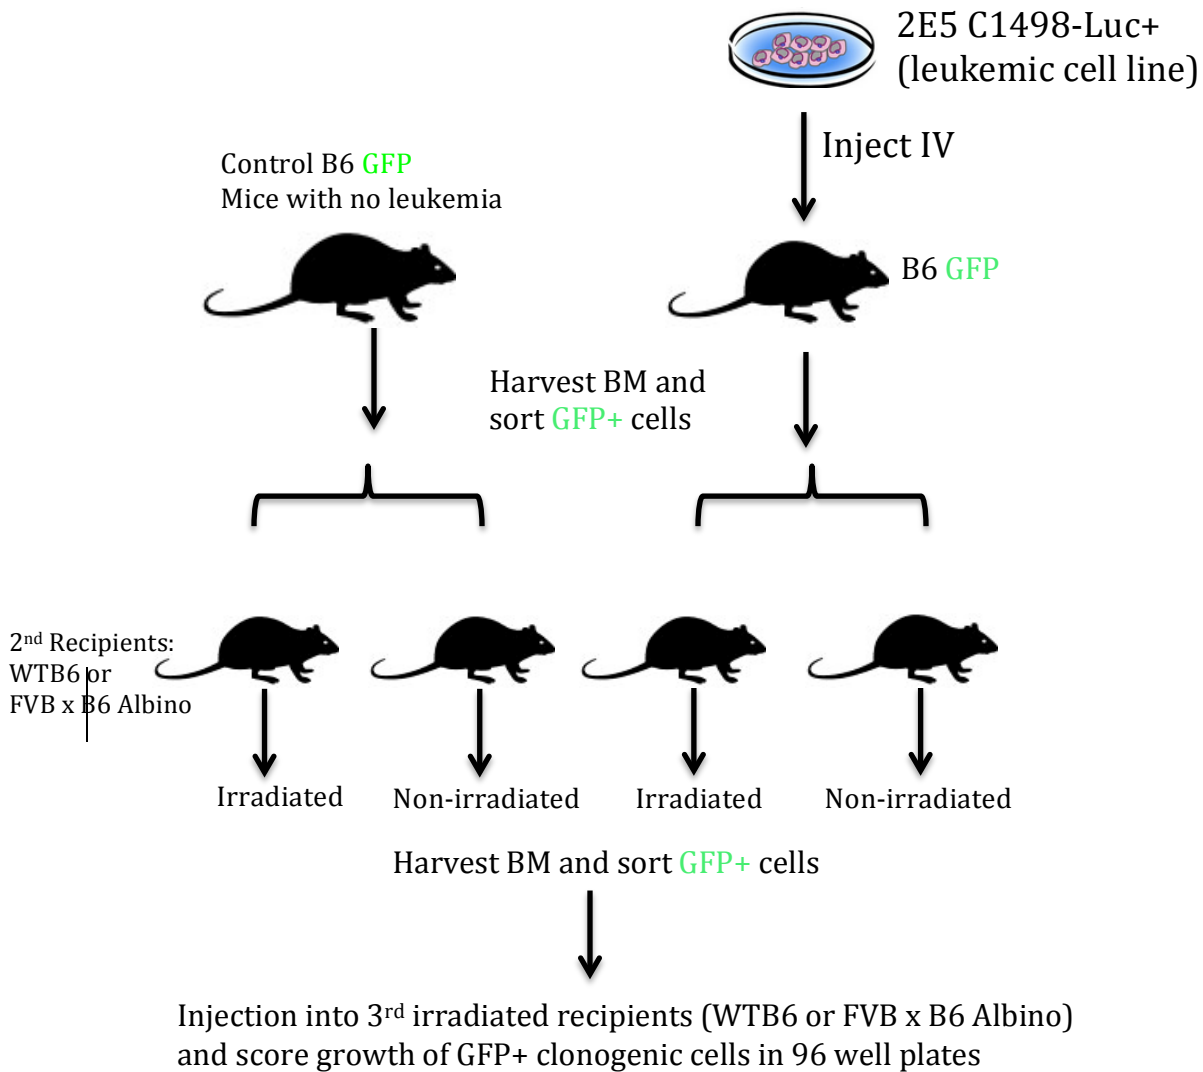 2E5 C1498-Luc+
(leukemic cell line)
Inject IV
Control B6 GFP
Mice with no leukemia
B6 GFP
Harvest BM and
sort GFP+ cells
2nd Recipients:
WTB6 or
FVB x B6 Albino
Irradiated
Non-irradiated
Irradiated
Non-irradiated
Harvest BM and sort GFP+ cells
Injection into 3rd irradiated recipients (WTB6 or FVB x B6 Albino)
and score growth of GFP+ clonogenic cells in 96 well plates